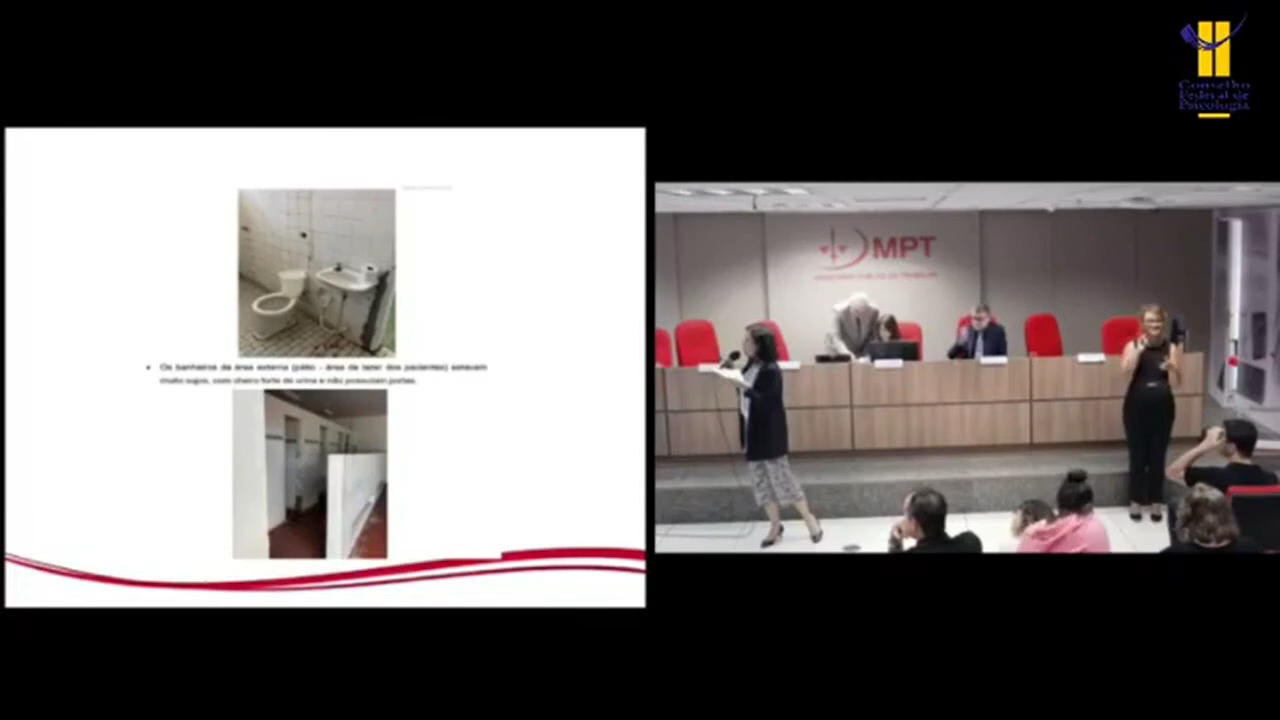 Conselho
Federal de
Psicologia
• Os banheiros da área externa (pátio - área de lazer dos pacientes) estavam
muito sujos, com cheiro forte de urina e não possuíam portas.
MPT